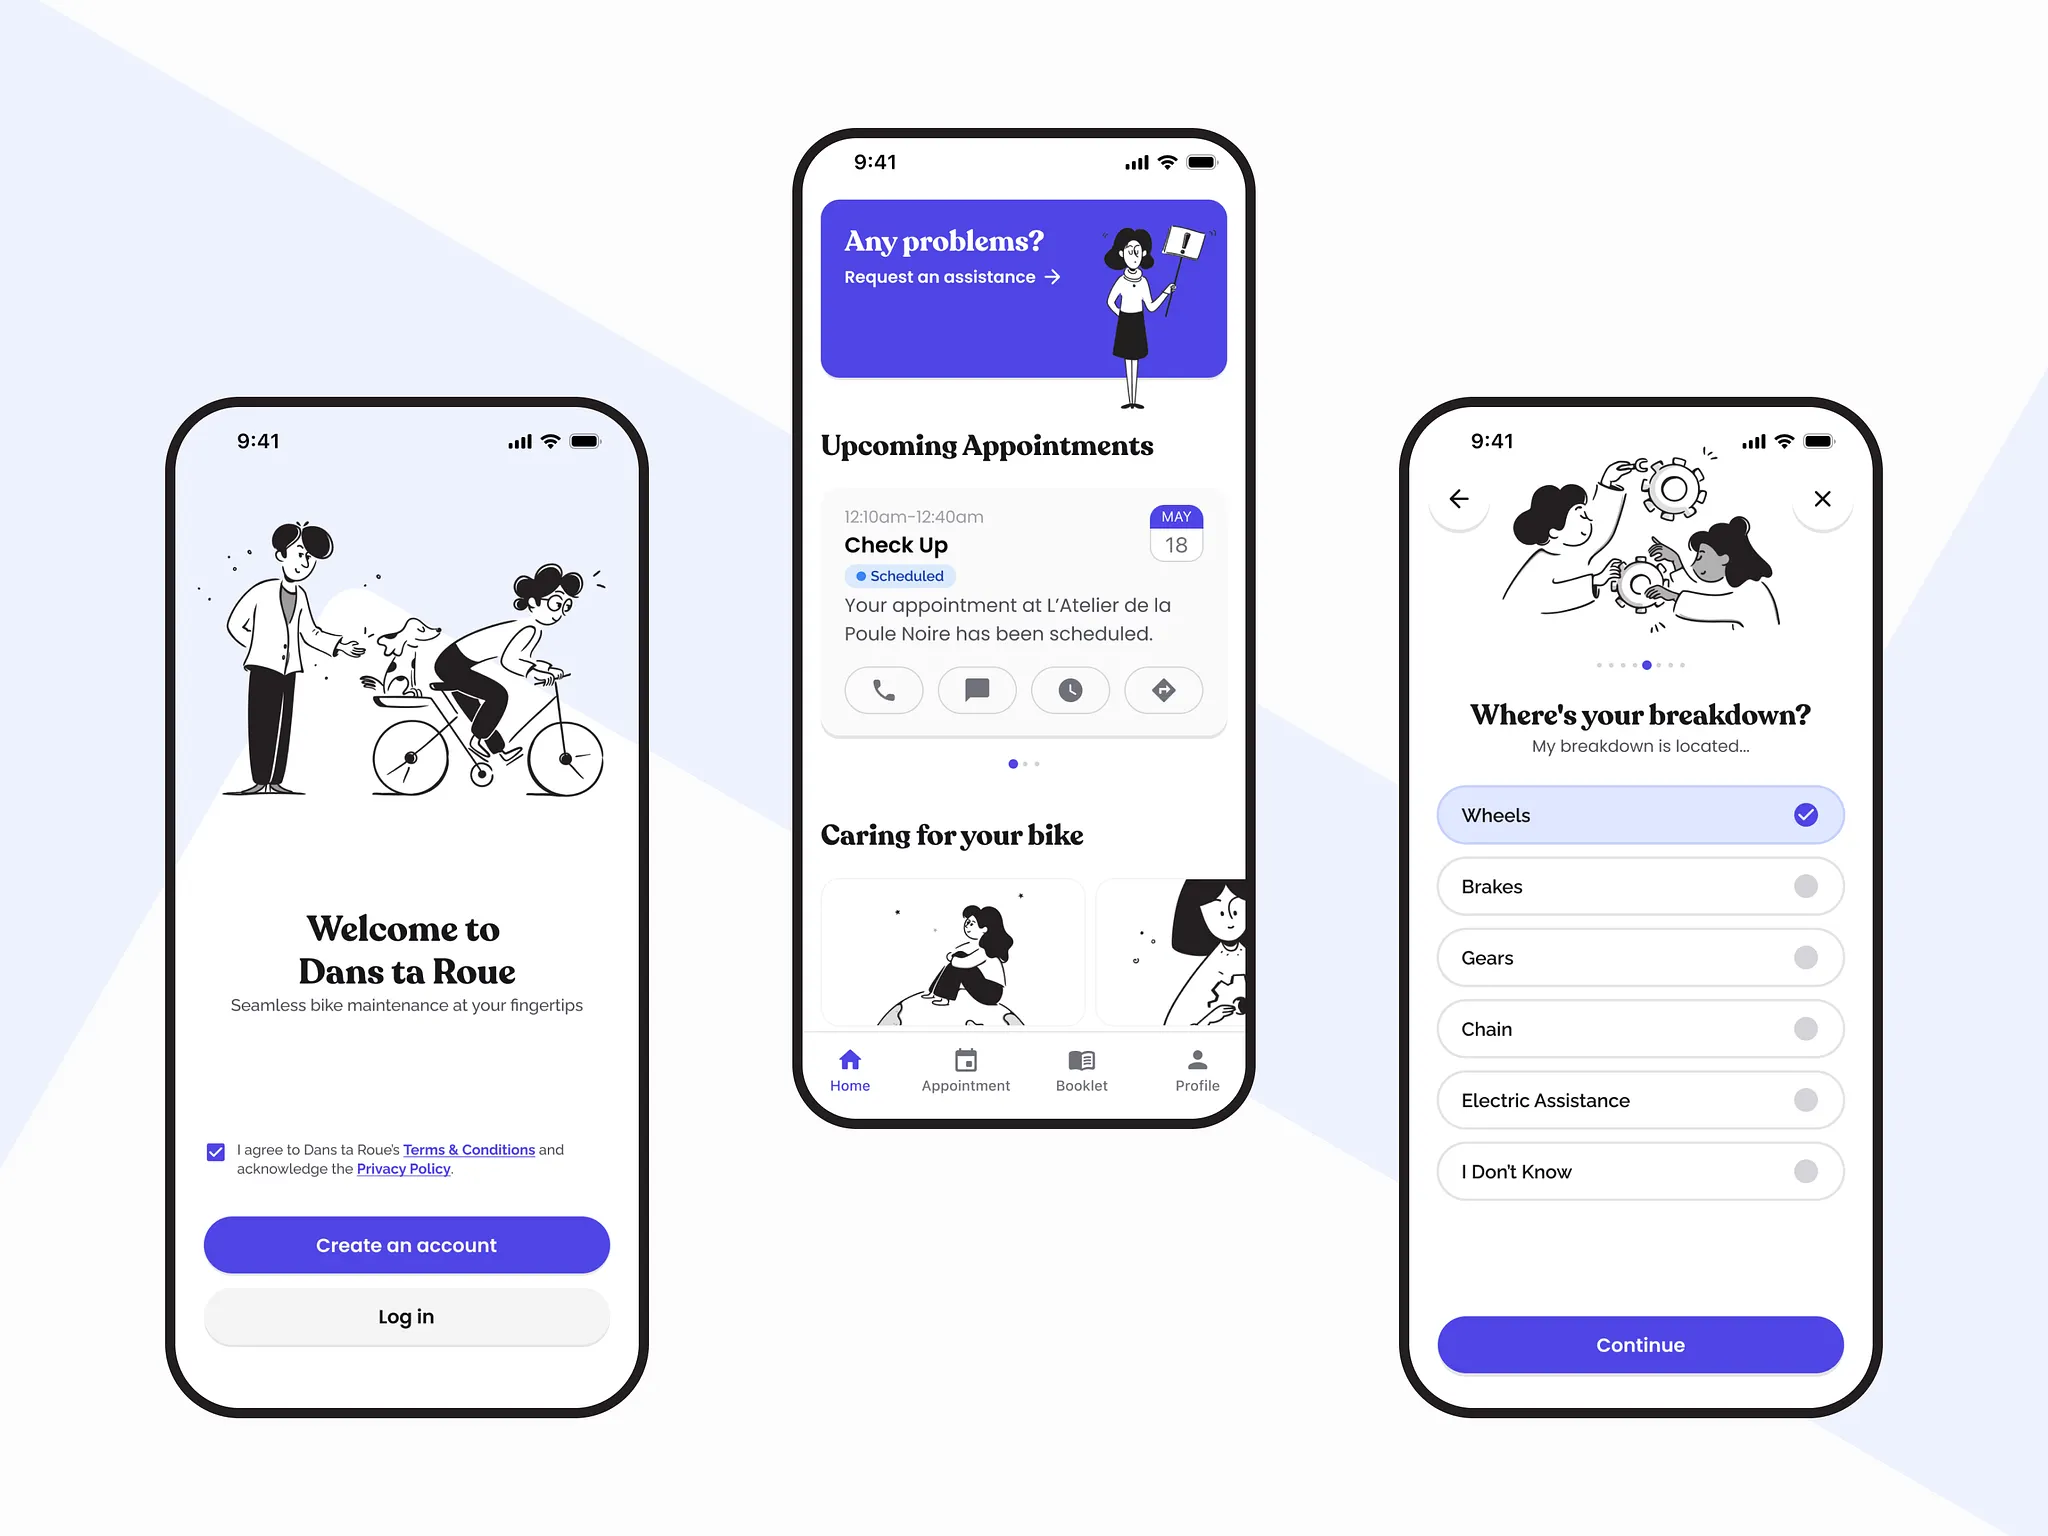 9:41
Welcome to
Dans ta Roue
Seamless bike maintenance at your fingertips
I agree to Dans ta Roue's Terms & Conditions and
acknowledge the Privacy Policy.
Create an account
Log in
9:41
Any problems?
Request an assistance →
!
Upcoming Appointments
12:10am-12:40am
MAY
18
Check Up
Scheduled
Your appointment at L’Atelier de la
Poule Noire has been scheduled.
Caring for your bike
Home
Appointment
Booklet
Profile
9:41
Where's your breakdown?
My breakdown is located...
Wheels
Brakes
Gears
Chain
Electric Assistance
I Don’t Know
Continue